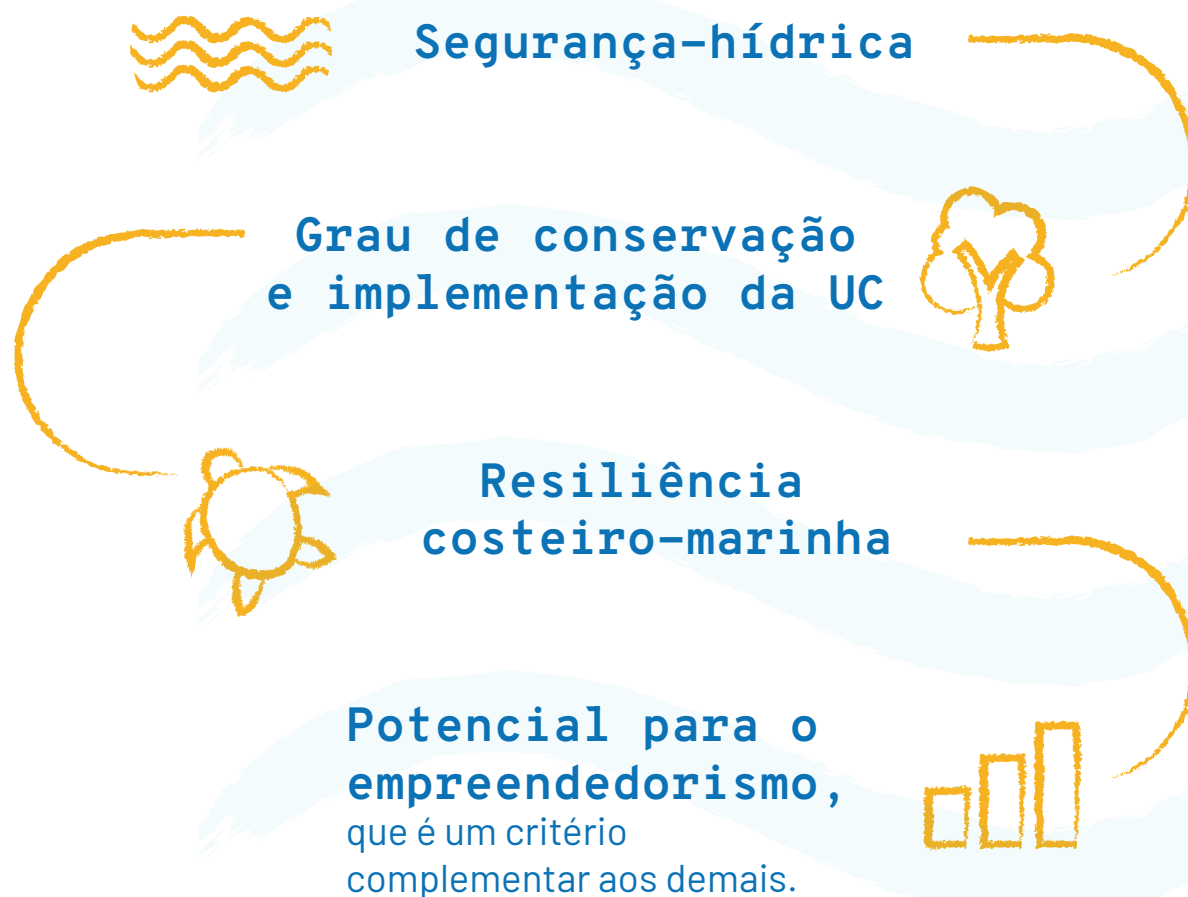 Segurança-hídrica
Grau de conservação
e implementação da UC
Resiliência
costeiro-marinha
Potencial para o
empreendedorismo,
que é um critério
complementar aos demais.